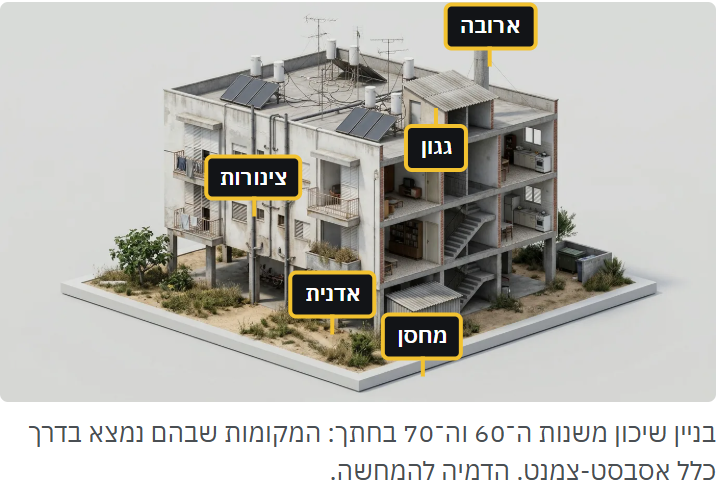 ארובה
גגון
צינורות
אדנית
מחסן
בניין שיכון משנות ה־60 וה־70 בחתך: המקומות שבהם נמצא בדרך
כלל אסבסט-צמנט. הדמיה להמחשה.